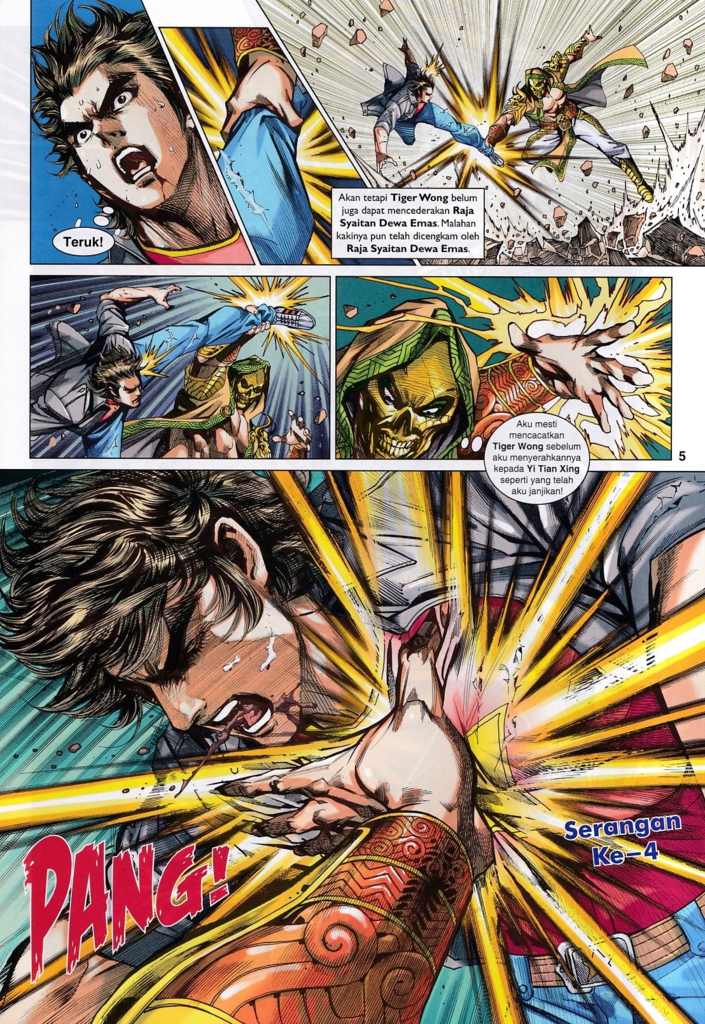 Teruk!
Akan tetapi Tiger Wong belum
juga dapat mencederakan Raja
Syaitan Dewa Emas. Malahan
kakinya pun telah dicengkam oleh
Raja Syaitan Dewa Emas.
Aku mesti
mencacatkan
Tiger Wong sebelum
aku menyerahkannya
kepada Yi Tian Xing
seperti yang telah
aku janjikan!
5
Serangan
Ke-4
PANG!